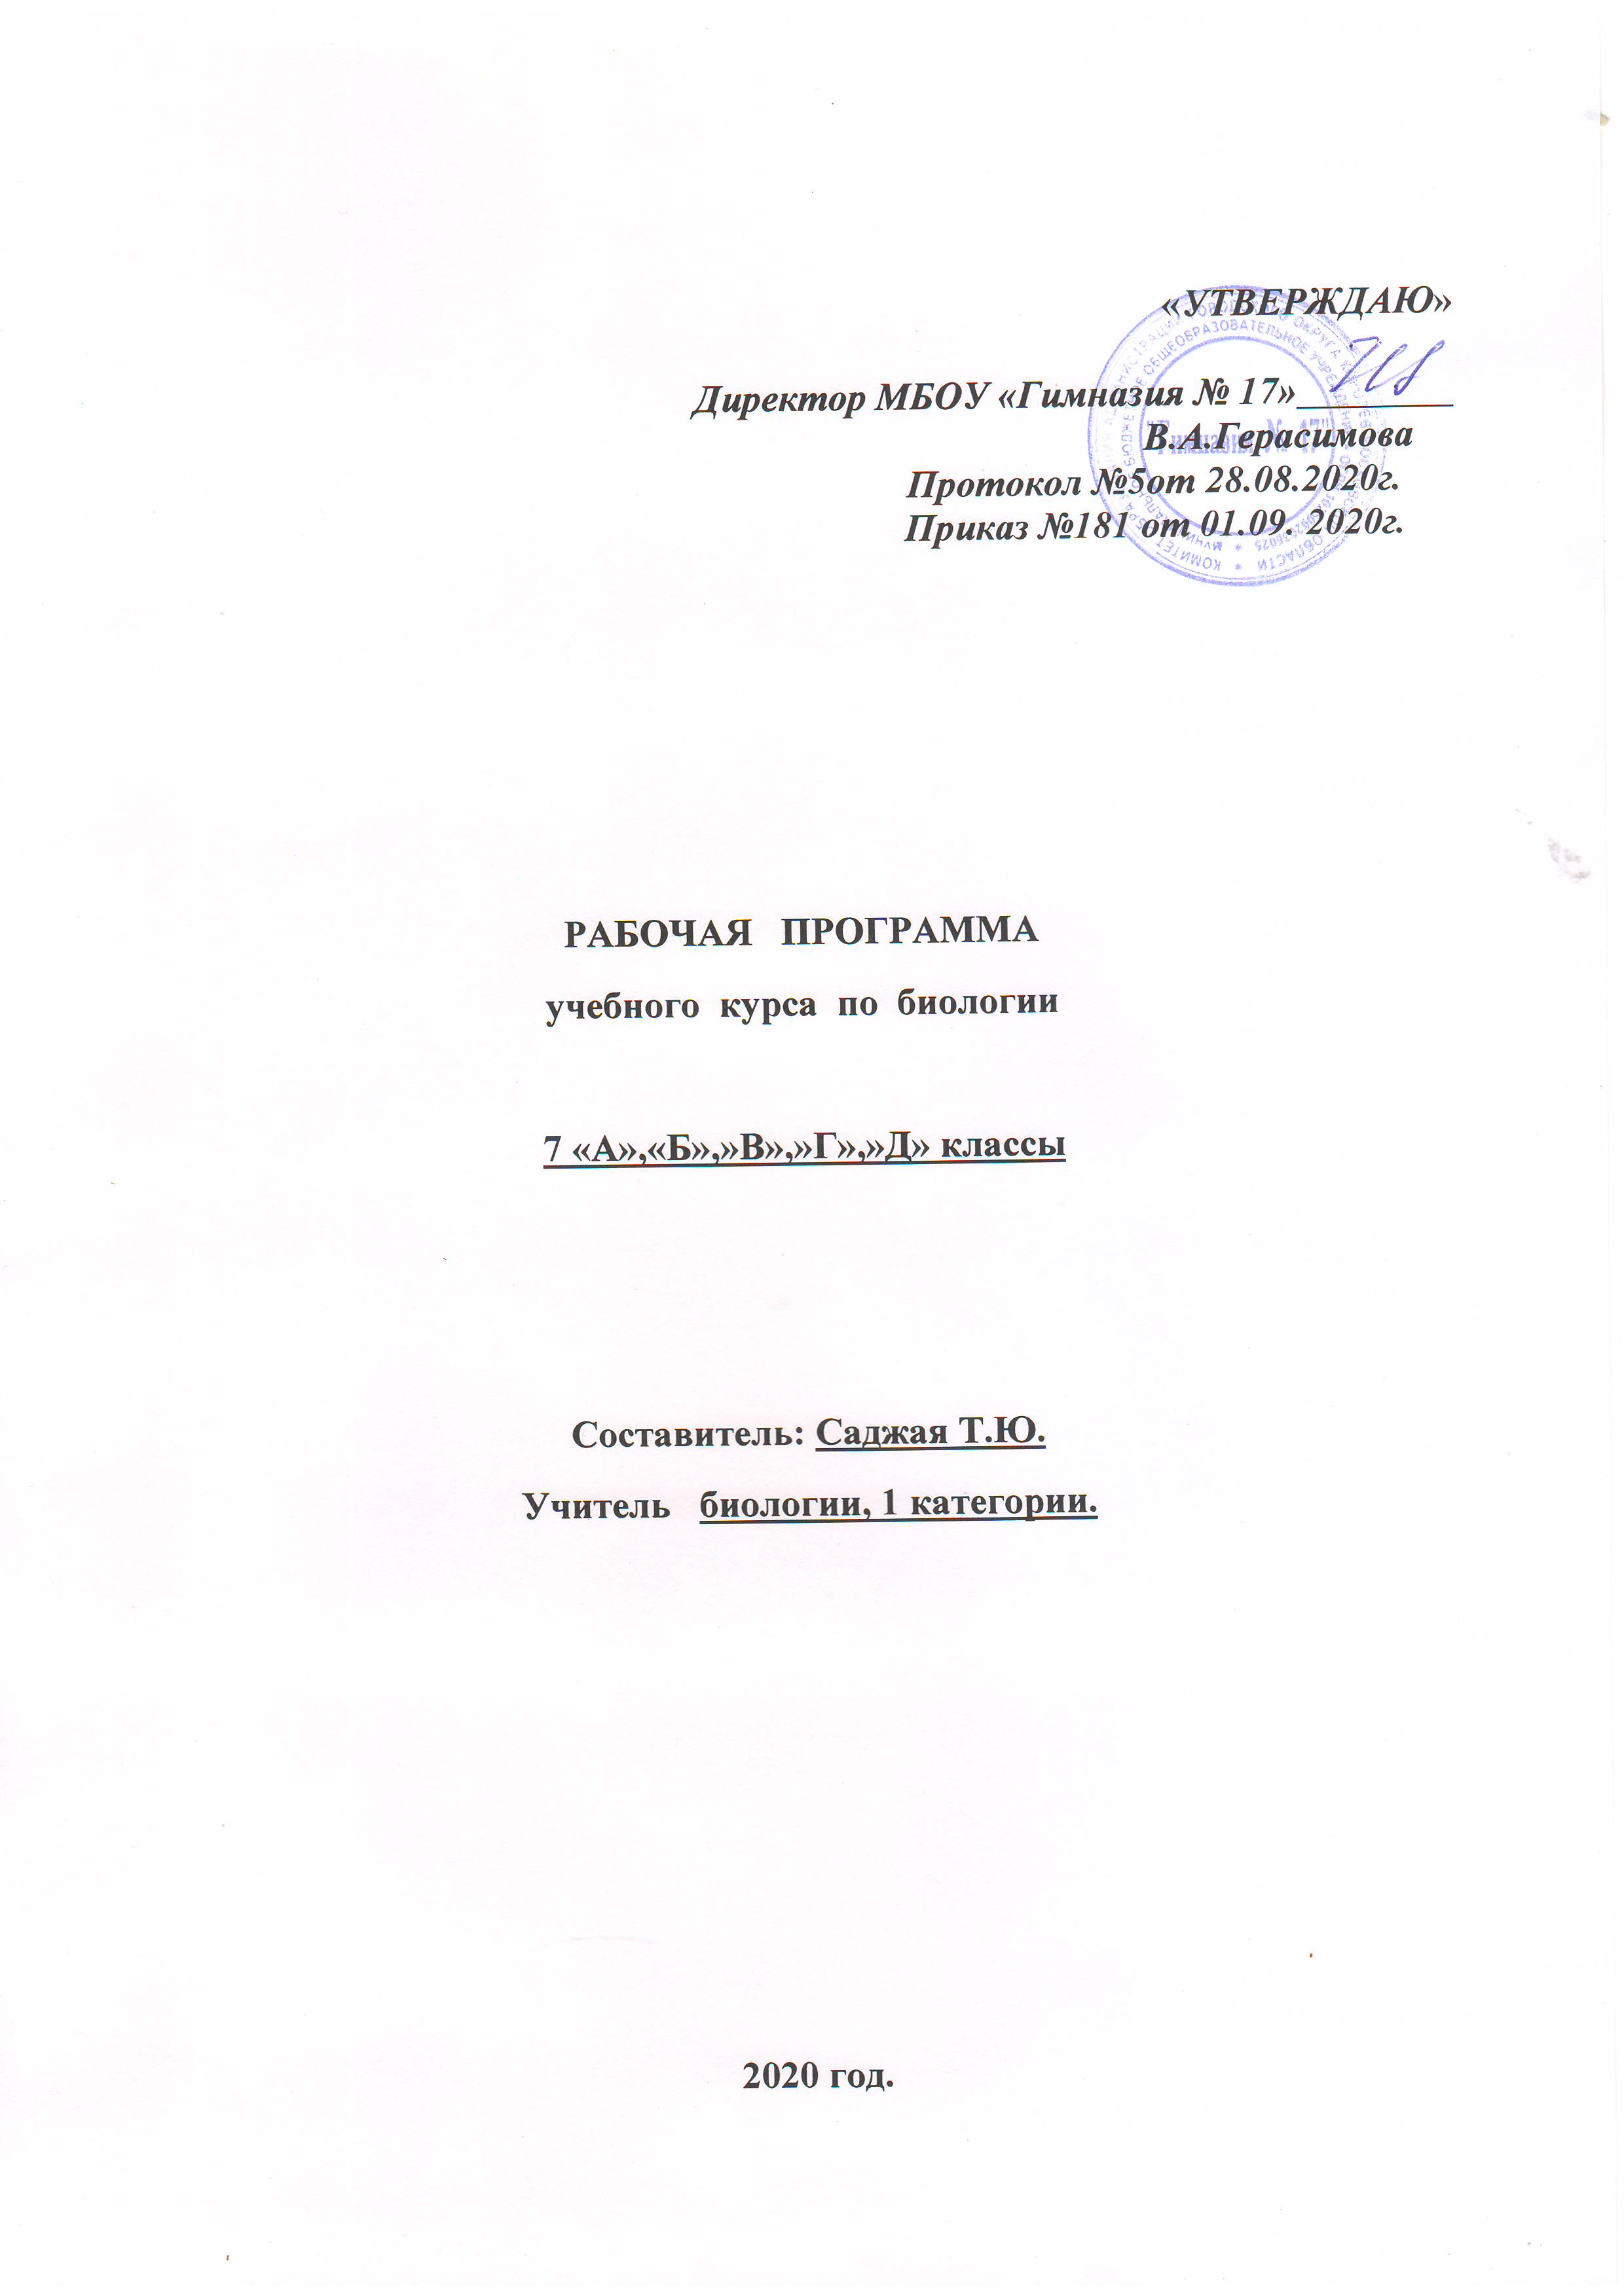 «УТВЕРЖДАЮ»
Директор МБОУ «Гимназия № 17»________
В.А.Герасимова
Протокол №5от 28.08.2020г.
Приказ №181 от 01.09. 2020г.
РАБОЧАЯ ПРОГРАММА
учебного курса по биологии
7 «А»,«Б»,»В»,»Г»,»Д» классы
Составитель: Саджая Т.Ю.
Учитель биологии, 1 категории.
2020 год.